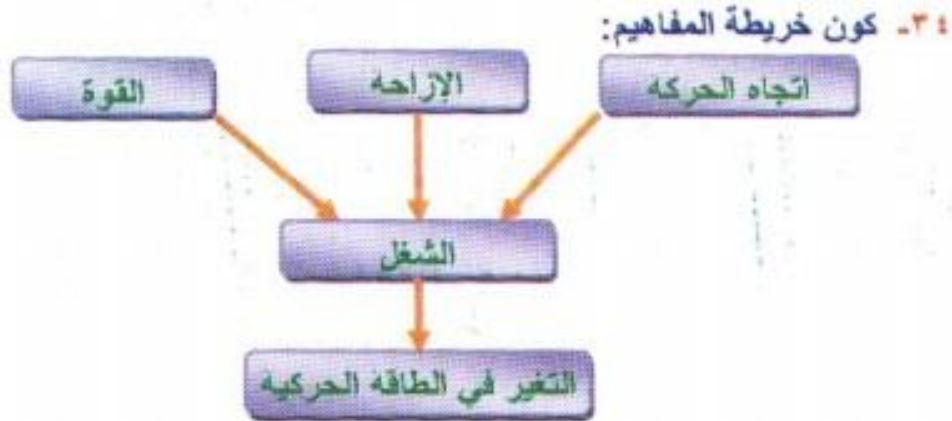 ٣٤- كون خريطة المفاهيم:
اتجاه الحركه
الإزاحه
القوة
الشغل
التغير في الطاقه الحركيه